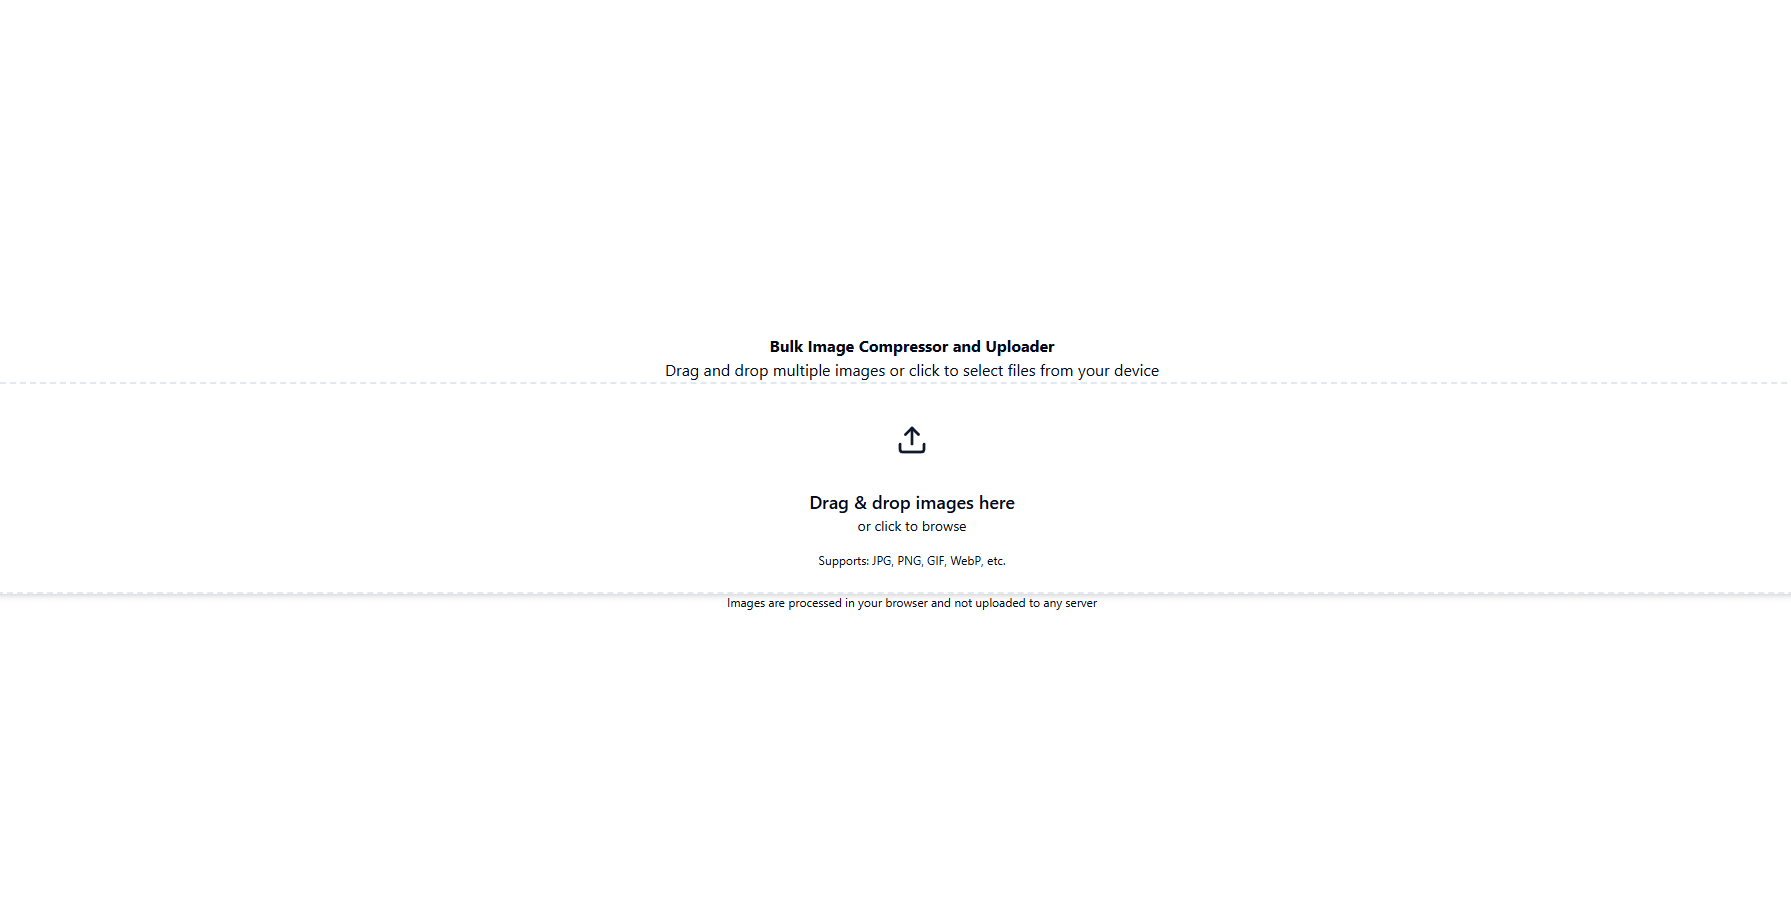 Bulk Image Compressor and Uploader
Drag and drop multiple images or click to select files from your device
Drag & drop images here
or click to browse
Supports: JPG, PNG, GIF, WebP, etc.
Images are processed in your browser and not uploaded to any server